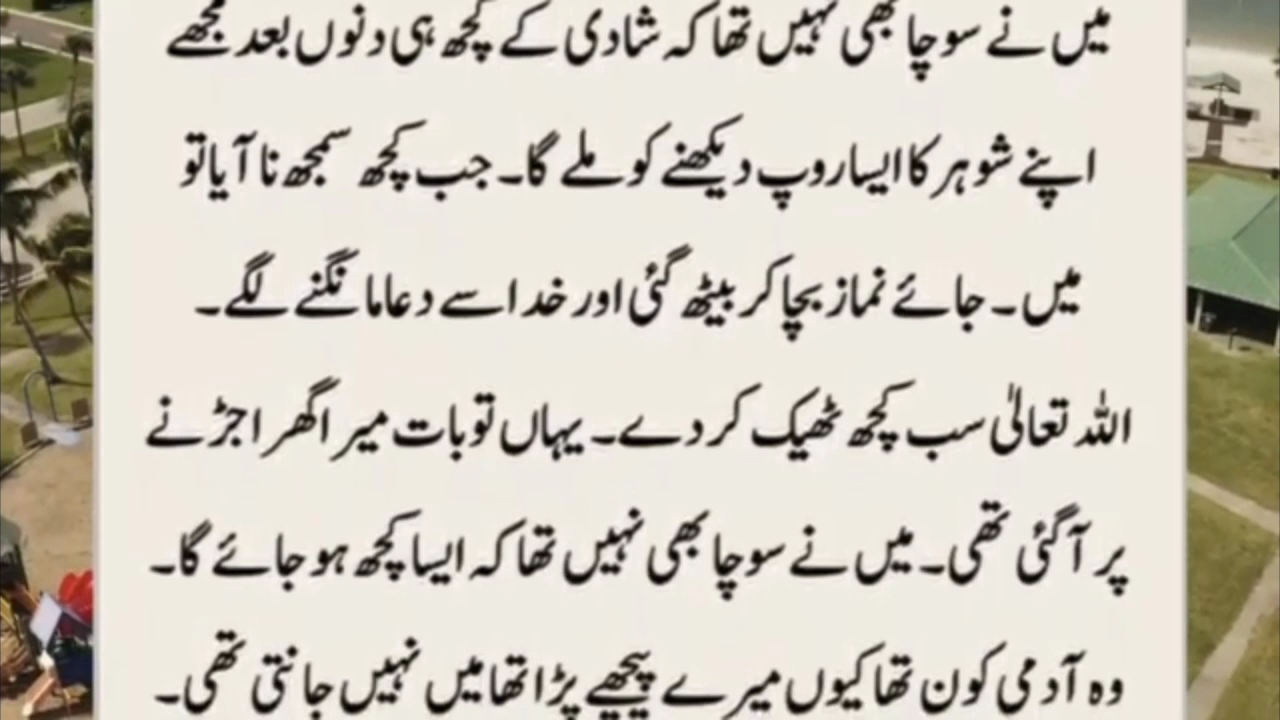 میں نے سوچا بھی نہیں تھا کہ شادی کے کچھ ہی دنوں بعد مجھے
اپنے شوہر کا ایسا روپ دیکھنے کو ملے گا۔ جب کچھ سمجھ نا آیا تو
میں۔ جائے نماز بچا کر بیٹھ گئی اور خدا سے دعا مانگنے لگے۔
اللہ تعالیٰ سب کچھ ٹھیک کر دے۔ یہاں تو بات میرا گھر اجڑنے
پر آ گئی تھی۔ میں نے سوچا بھی نہیں تھا کہ ایسا کچھ ہو جائے گا۔
وہ آدمی کون تھا کیوں میرے پیچھے پڑا تھا میں نہیں جانتی تھی۔